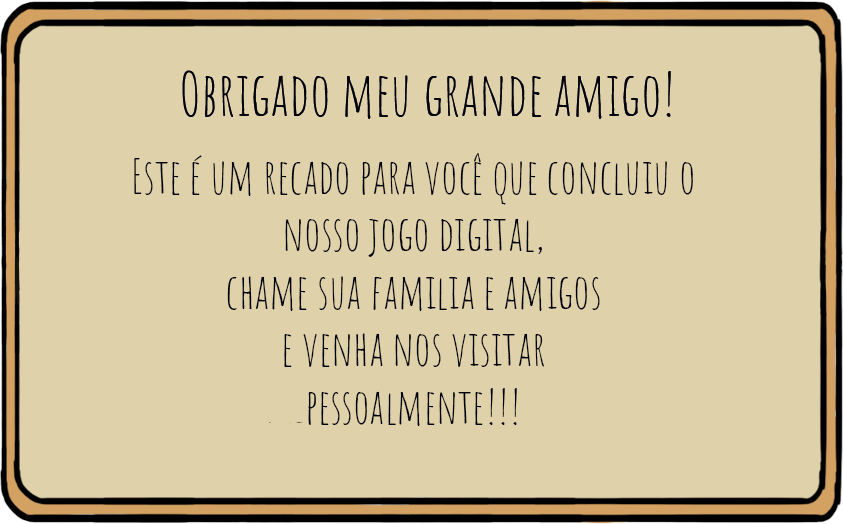 OBRIGADO MEU GRANDE AMIGO!
ESTE É UM RECADO PARA VOCÊ QUE CONCLUIU O
NOSSO JOGO DIGITAL,
CHAME SUA FAMILIA E AMIGOS
E VENHA NOS VISITAR
PESSOALMENTE!!!